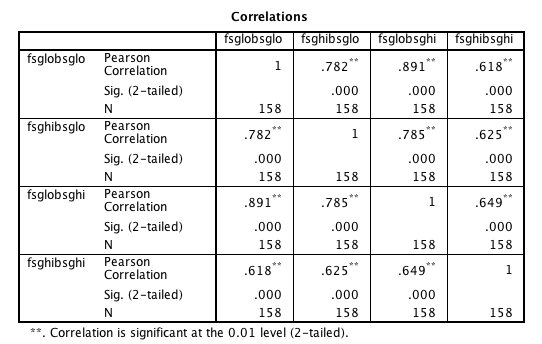 Correlations
fsglobsglo fsghibsglo fsglobsghi fsghibsghi
fsglobsglo Pearson
Correlation 1 .782** .891** .618**
Sig. (2-tailed) .000 .000 .000
N 158 158 158 158
fsghibsglo Pearson
Correlation .782** 1 .785** .625**
Sig. (2-tailed) .000 .000 .000
N 158 158 158 158
fsglobsghi Pearson
Correlation .891** .785** 1 .649**
Sig. (2-tailed) .000 .000 .000
N 158 158 158 158
fsghibsghi Pearson
Correlation .618** .625** .649** 1
Sig. (2-tailed) .000 .000 .000
N 158 158 158 158
**. Correlation is significant at the 0.01 level (2-tailed).